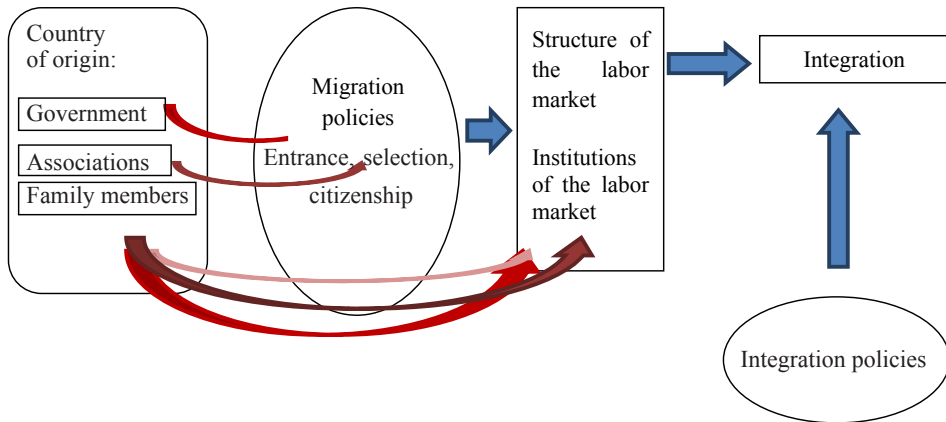 Country
of origin:
Government
Associations
Family members
Migration
policies
Entrance, selection,
citizenship
Structure of
the labor
market
Institutions
of the labor
market
Integration
Integration policies